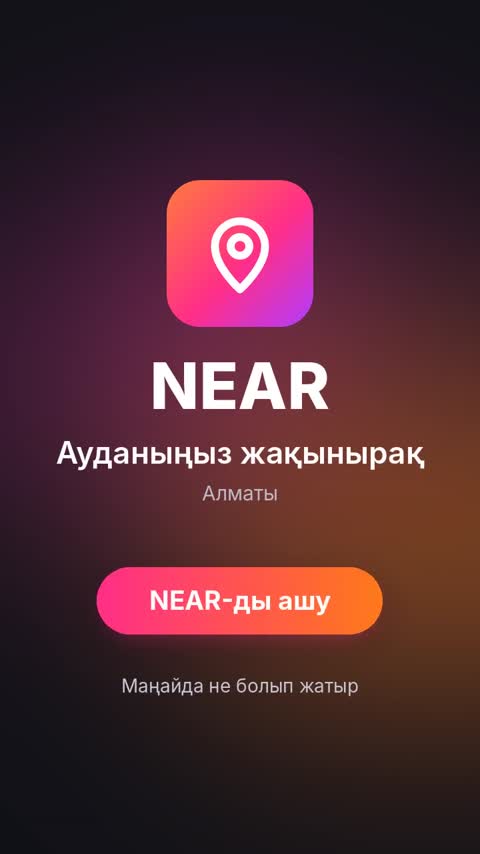 NEAR
Ауданыңыз жақынырақ
Алматы
NEAR-ды ашу
Маңайда не болып жатыр